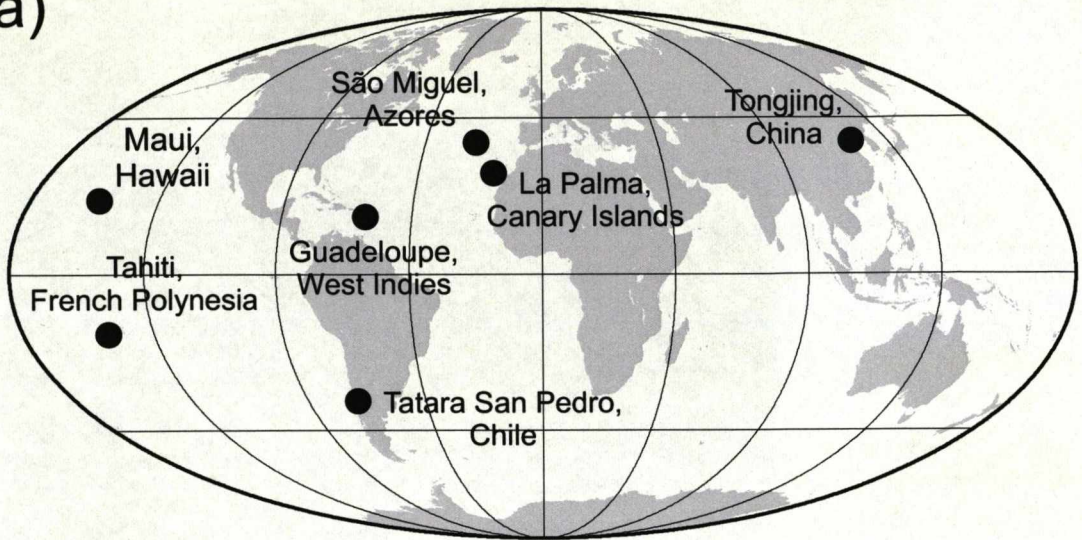 a)
São Miguel,
Azores
Tongjing,
China
Maui,
Hawaii
La Palma,
Canary Islands
Guadeloupe,
West Indies
Tahiti,
French Polynesia
Tatara San Pedro,
Chile